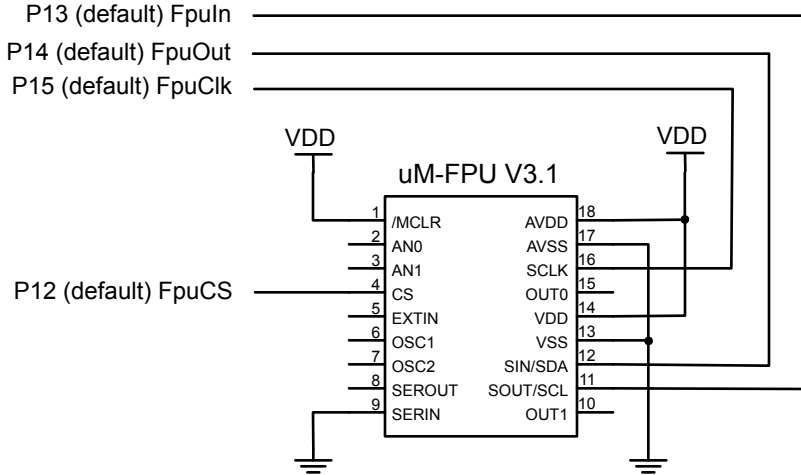 P13 (default) FpuIn
P14 (default) FpuOut
P15 (default) FpuClk
VDD
VDD
uM-FPU V3.1
1 /MCLR AVDD 18
2 AN0 AVSS 17
3 AN1 SCLK 16
P12 (default) FpuCS 4 CS OUT0 15
5 EXTIN VDD 14
6 OSC1 VSS 13
7 OSC2 SIN/SDA 12
8 SEROUT SOUT/SCL 11
9 SERIN OUT1 10